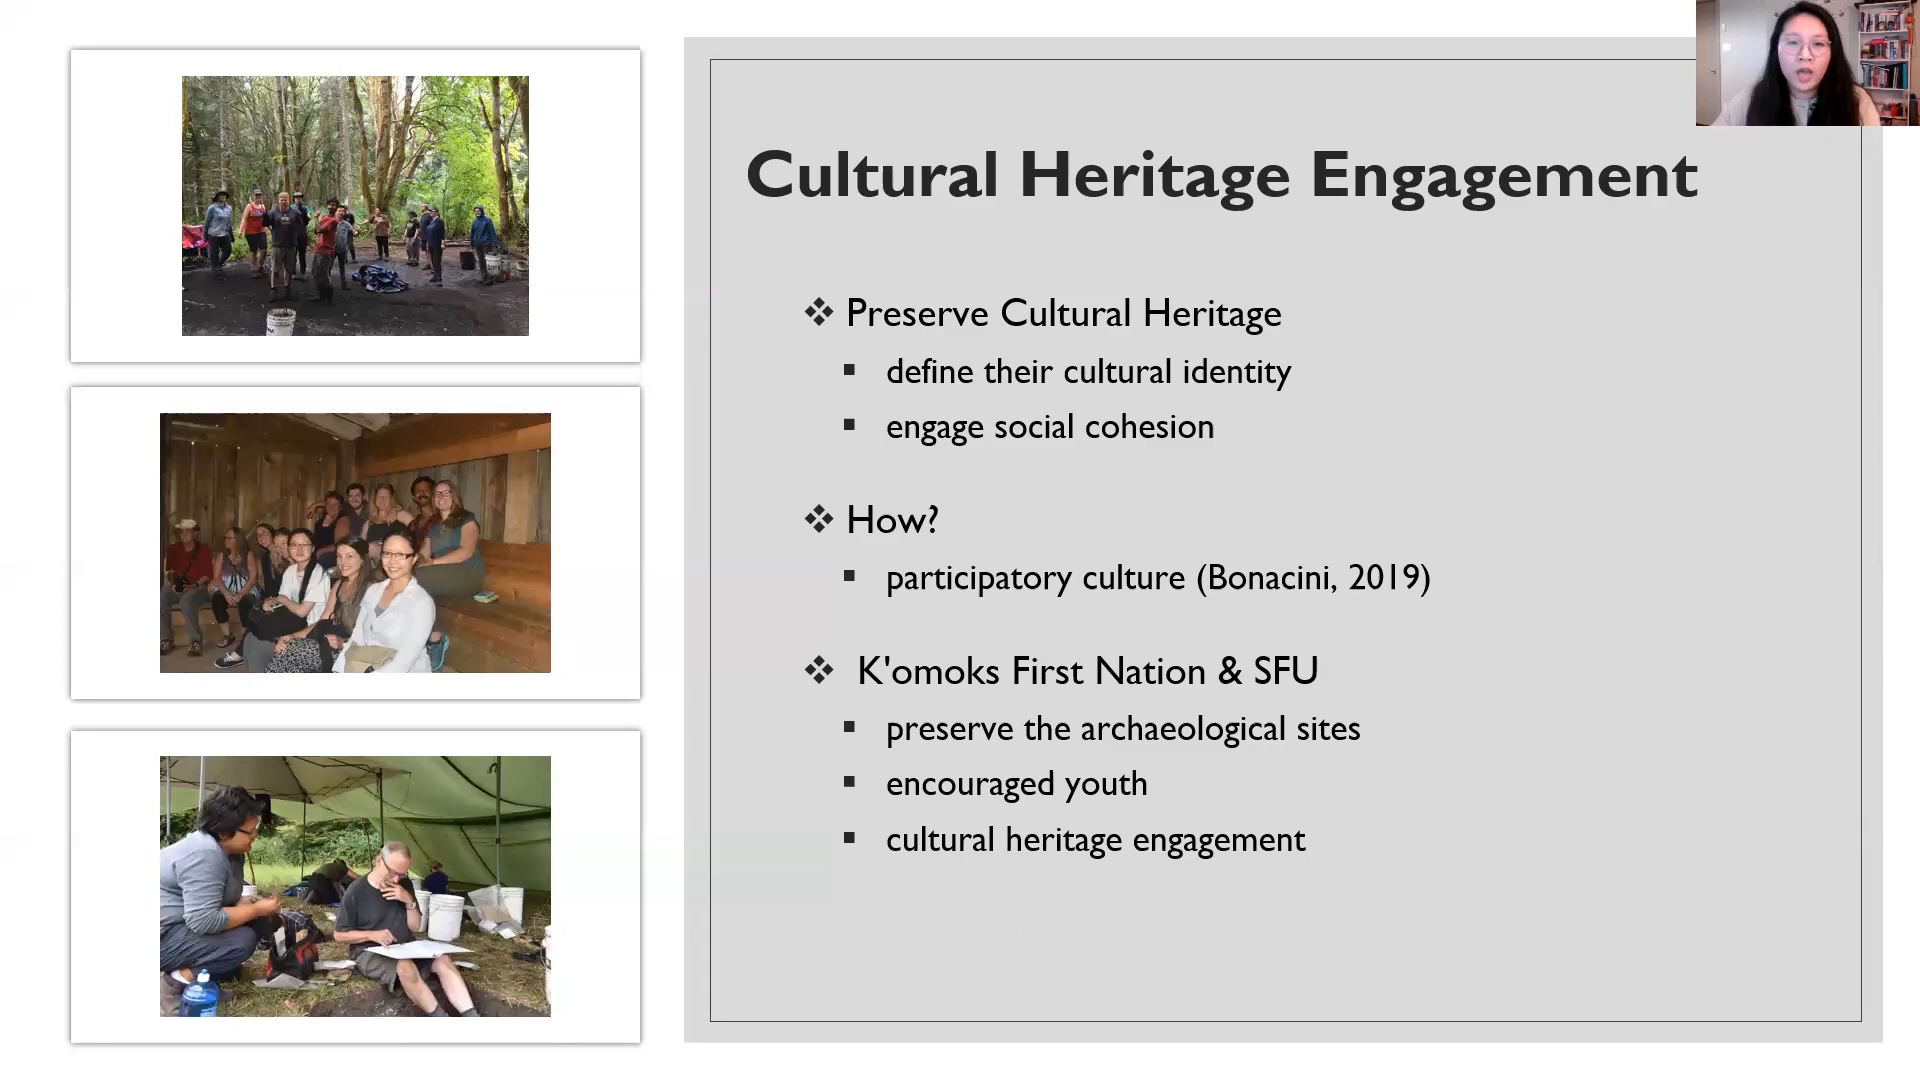 Cultural Heritage Engagement
❖ Preserve Cultural Heritage
▪ define their cultural identity
▪ engage social cohesion
❖ How?
▪ participatory culture (Bonacini, 2019)
❖ K'omoks First Nation & SFU
▪ preserve the archaeological sites
▪ encouraged youth
▪ cultural heritage engagement